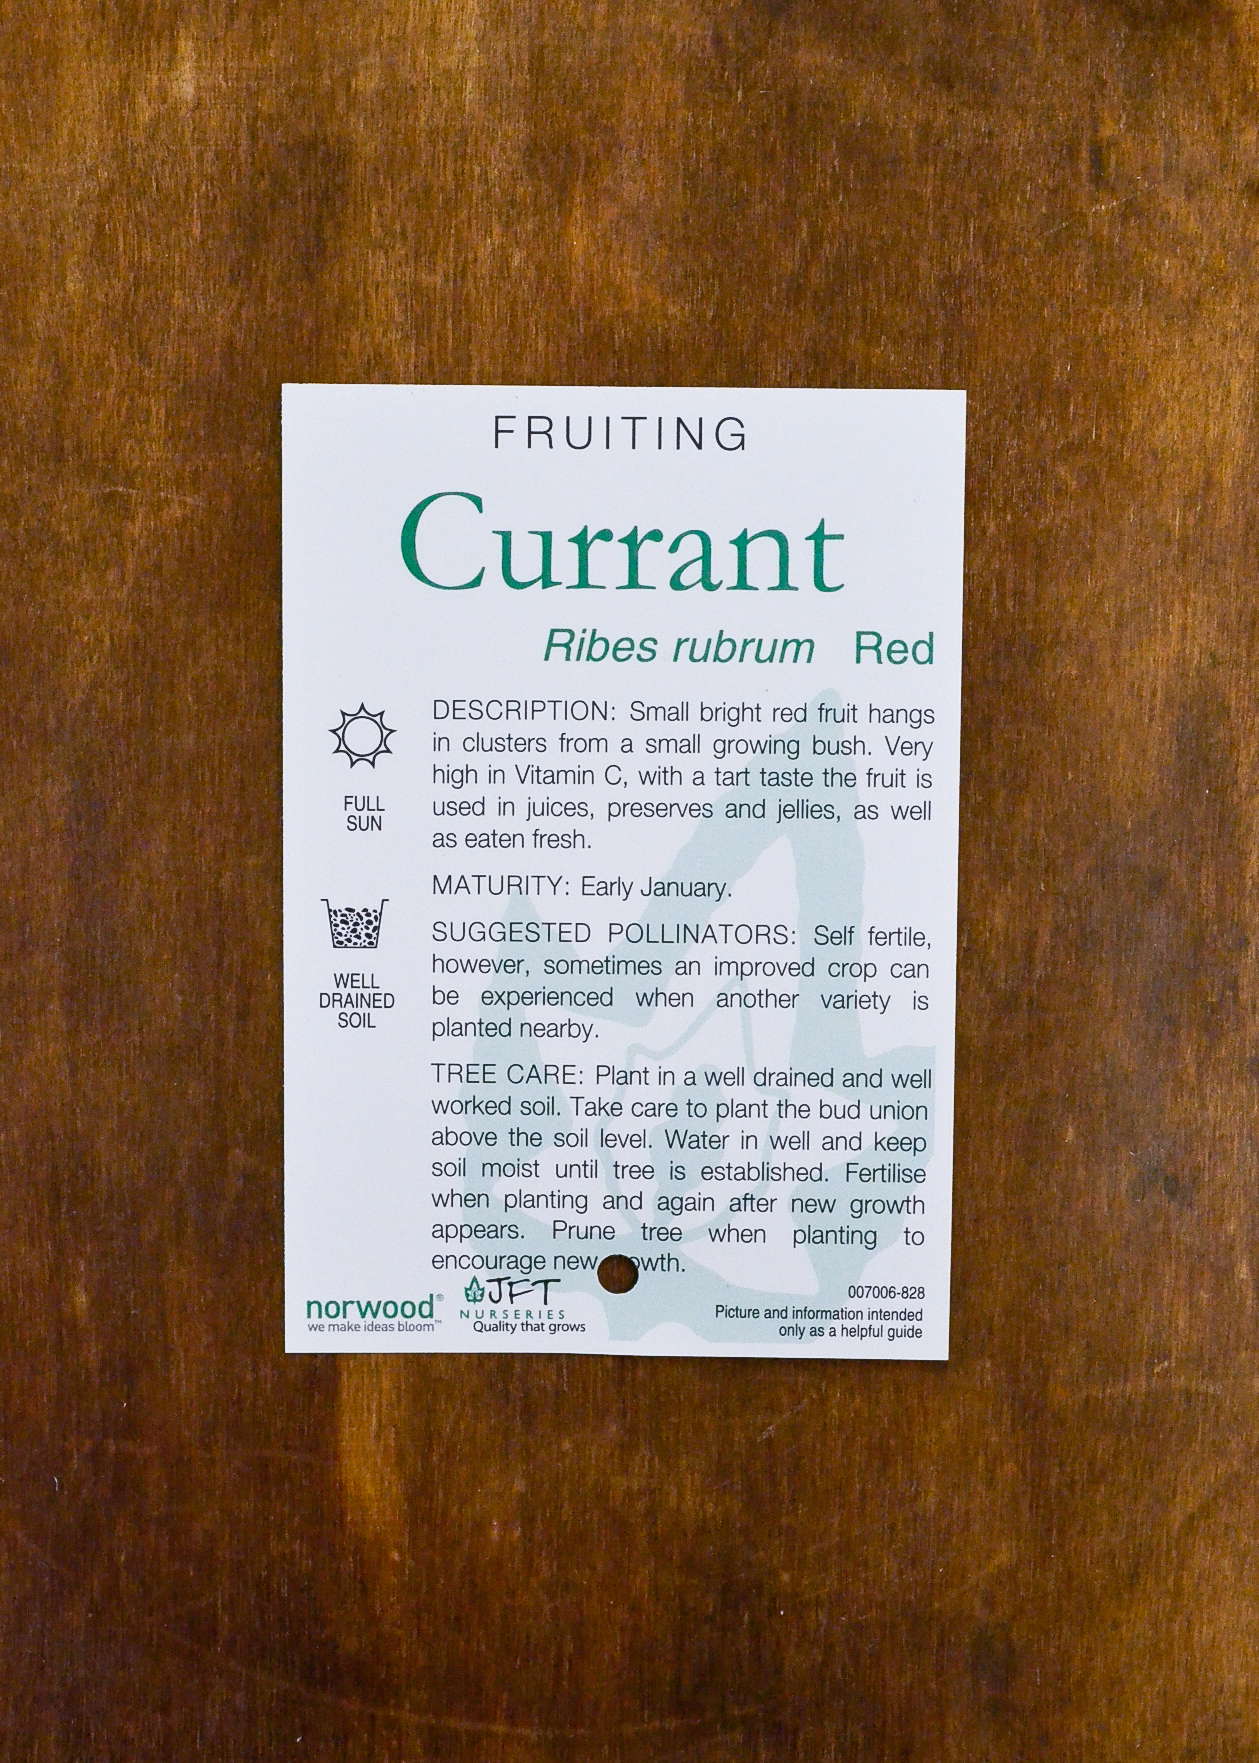 FRUITING
Currant
Ribes rubrum Red
FULL
SUN
WELL
DRAINED
SOIL
DESCRIPTION: Small bright red fruit hangs
in clusters from a small growing bush. Very
high in Vitamin C, with a tart taste the fruit is
used in juices, preserves and jellies, as well
as eaten fresh.
MATURITY: Early January.
SUGGESTED POLLINATORS: Self fertile,
however, sometimes an improved crop can
be experienced when another variety is
planted nearby.
TREE CARE: Plant in a well drained and well
worked soil. Take care to plant the bud union
above the soil level. Water in well and keep
soil moist until tree is established. Fertilise
when planting and again after new growth
appears. Prune tree when planting to
encourage new owth.
norwood®
we make ideas bloom™
JFT
NURSERIES
Quality that grows
007006-828
Picture and information intended
only as a helpful guide